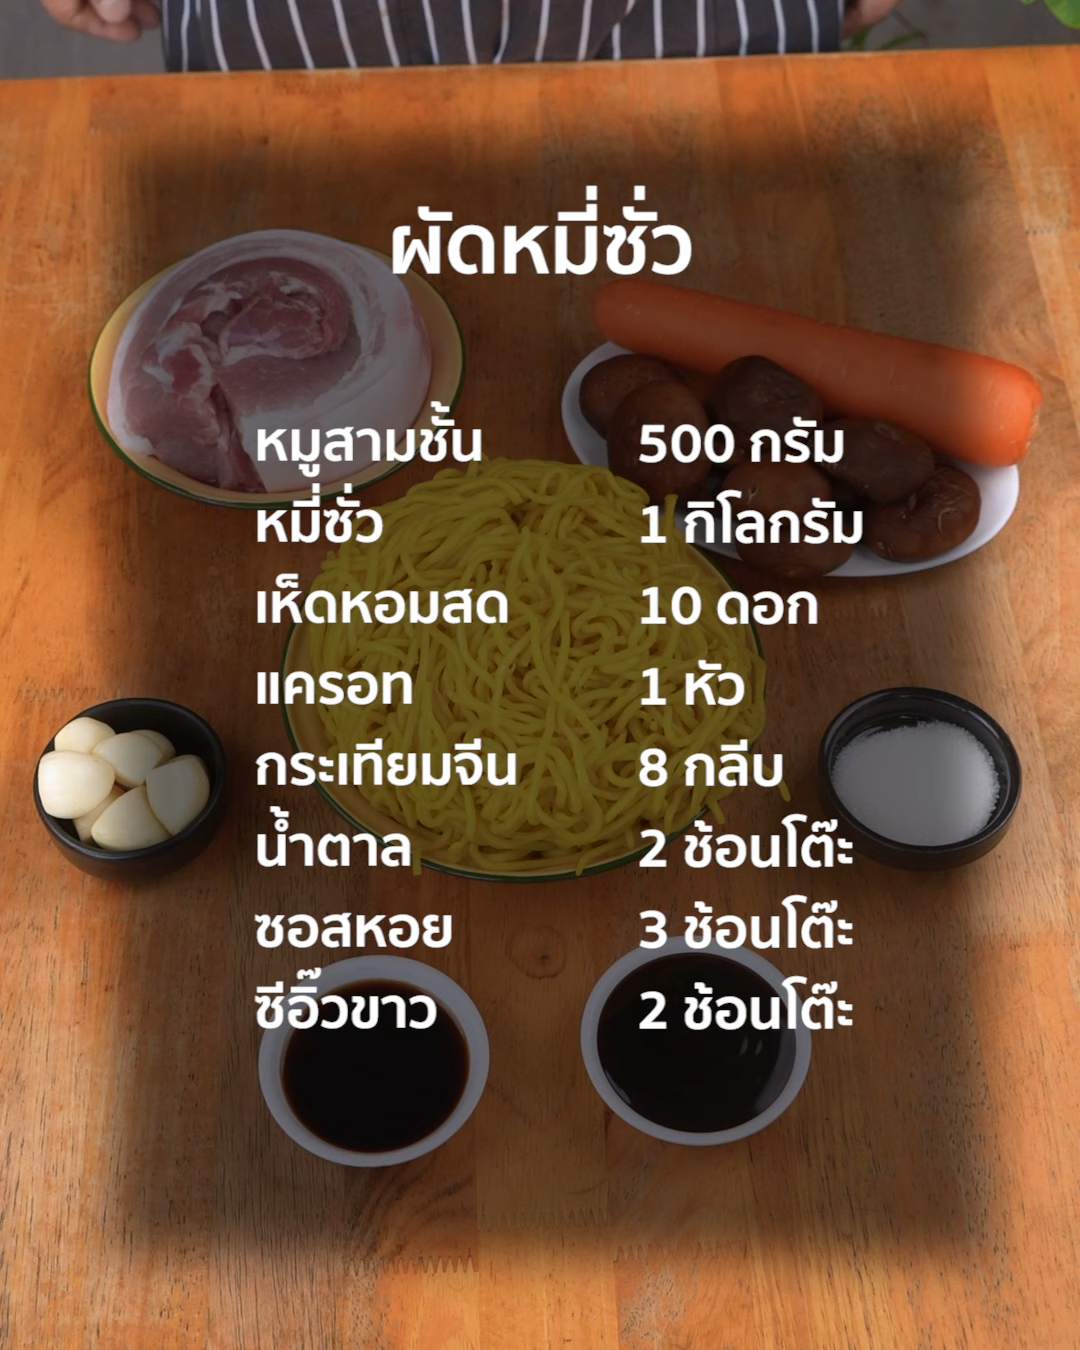 ผัดหมี่ซั่ว
หมูสามชั้น 500 กรัม
หมี่ซั่ว 1 กิโลกรัม
เห็ดหอมสด 10 ดอก
แครอท 1 หัว
กระเทียมจีน 8 กลีบ
น้ำตาล 2 ช้อนโต๊ะ
ซอสหอย 3 ช้อนโต๊ะ
ซีอิ๊วขาว 2 ช้อนโต๊ะ